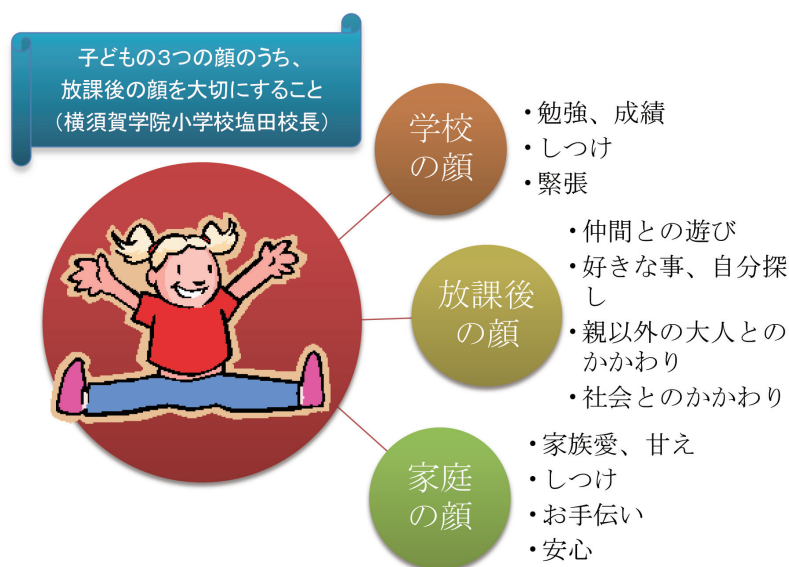 子どもの3つの顔のうち、
放課後の顔を大切にすること
(横須賀学院小学校塩田校長)
学校
の顔
・勉強、成績
・しつけ
・緊張
放課後
の顔
・仲間との遊び
・好きな事、自分探
し
・親以外の大人との
かかわり
・社会とのかかわり
家庭
の顔
・家族愛、甘え
・しつけ
・お手伝い
・安心